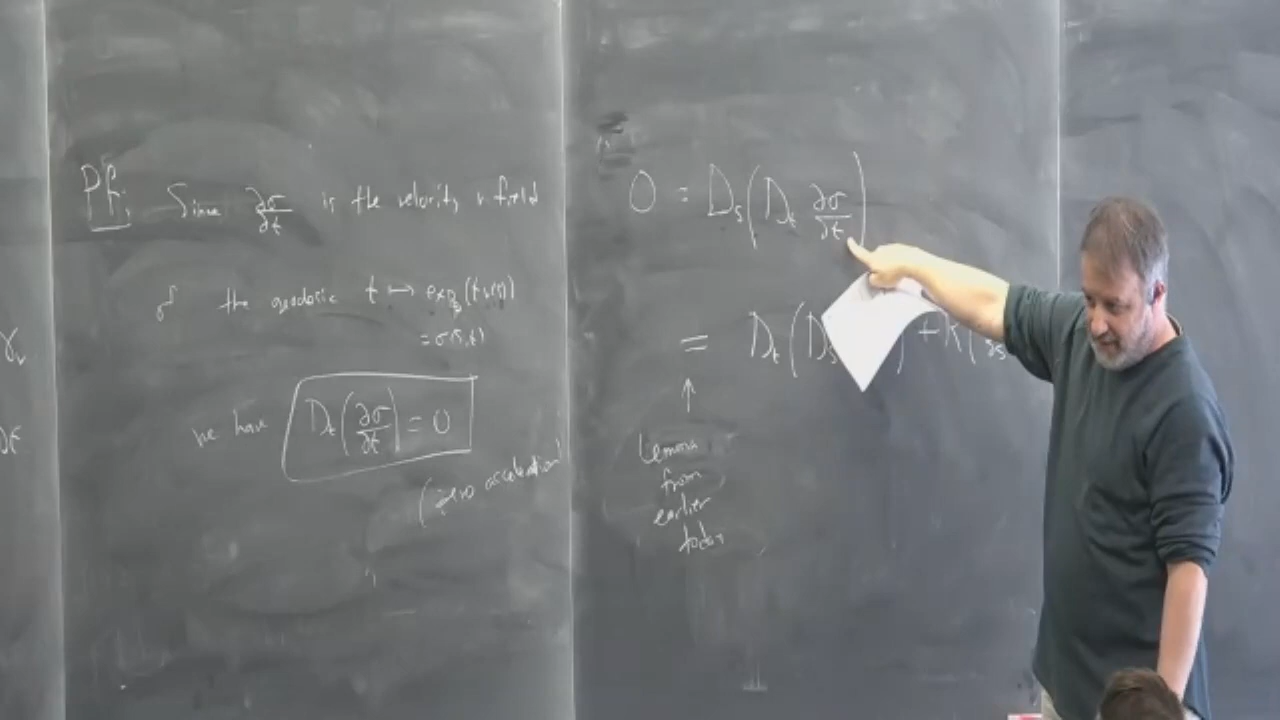 γᵥ
Pf: Since ∂σ/∂t is the velocity v.field
of the geodesic t ↦ exp_p(t v(s))
= σ(s,t)
we have D_t(∂σ/∂t) = 0
(zero acceleration)
0 = D_s(D_t ∂σ/∂t)
= D_t(D_s ) + R( ∂s
↑
Lemma
from
earlier
today